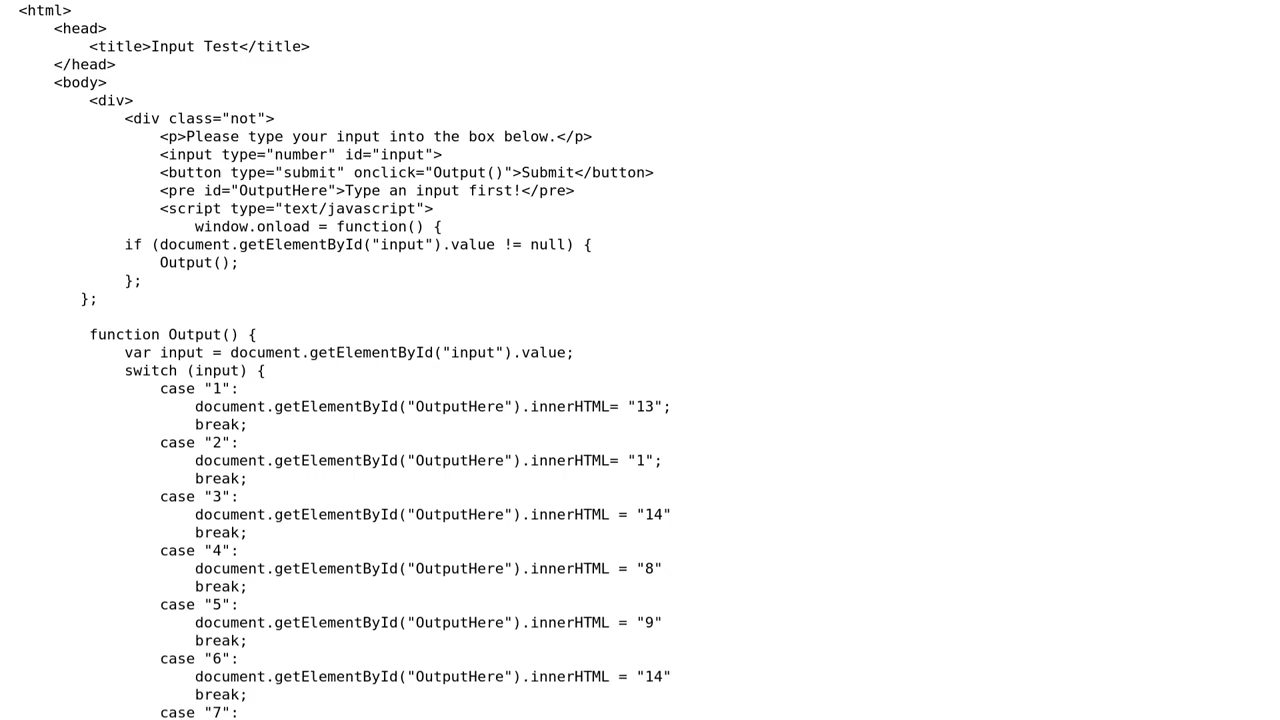 <html>
    <head>
        <title>Input Test</title>
    </head>
    <body>
        <div>
            <div class="not">
                <p>Please type your input into the box below.</p>
                <input type="number" id="input">
                <button type="submit" onclick="Output()">Submit</button>
                <pre id="OutputHere">Type an input first!</pre>
                <script type="text/javascript">
                    window.onload = function() {
            if (document.getElementById("input").value != null) {
                Output();
            };
       };

        function Output() {
            var input = document.getElementById("input").value;
            switch (input) {
                case "1":
                    document.getElementById("OutputHere").innerHTML= "13";
                    break;
                case "2":
                    document.getElementById("OutputHere").innerHTML= "1";
                    break;
                case "3":
                    document.getElementById("OutputHere").innerHTML = "14"
                    break;
                case "4":
                    document.getElementById("OutputHere").innerHTML = "8"
                    break;
                case "5":
                    document.getElementById("OutputHere").innerHTML = "9"
                    break;
                case "6":
                    document.getElementById("OutputHere").innerHTML = "14"
                    break;
                case "7":